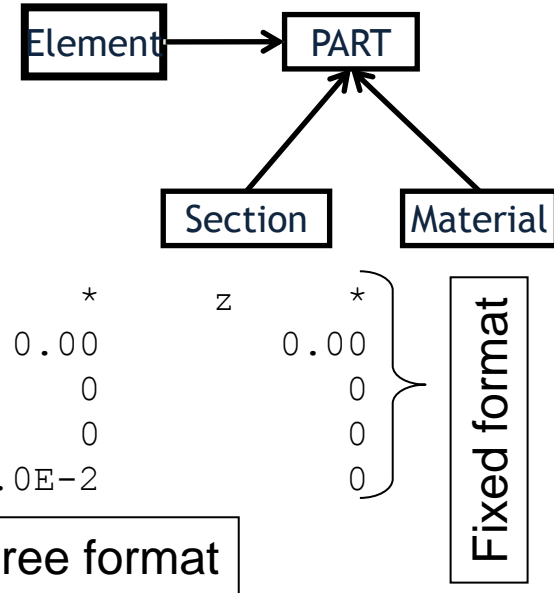 Element
PART
Section
Material
* z *
0.00 0.00
0 0
0 0
.0E-2 0
ree format
Fixed format